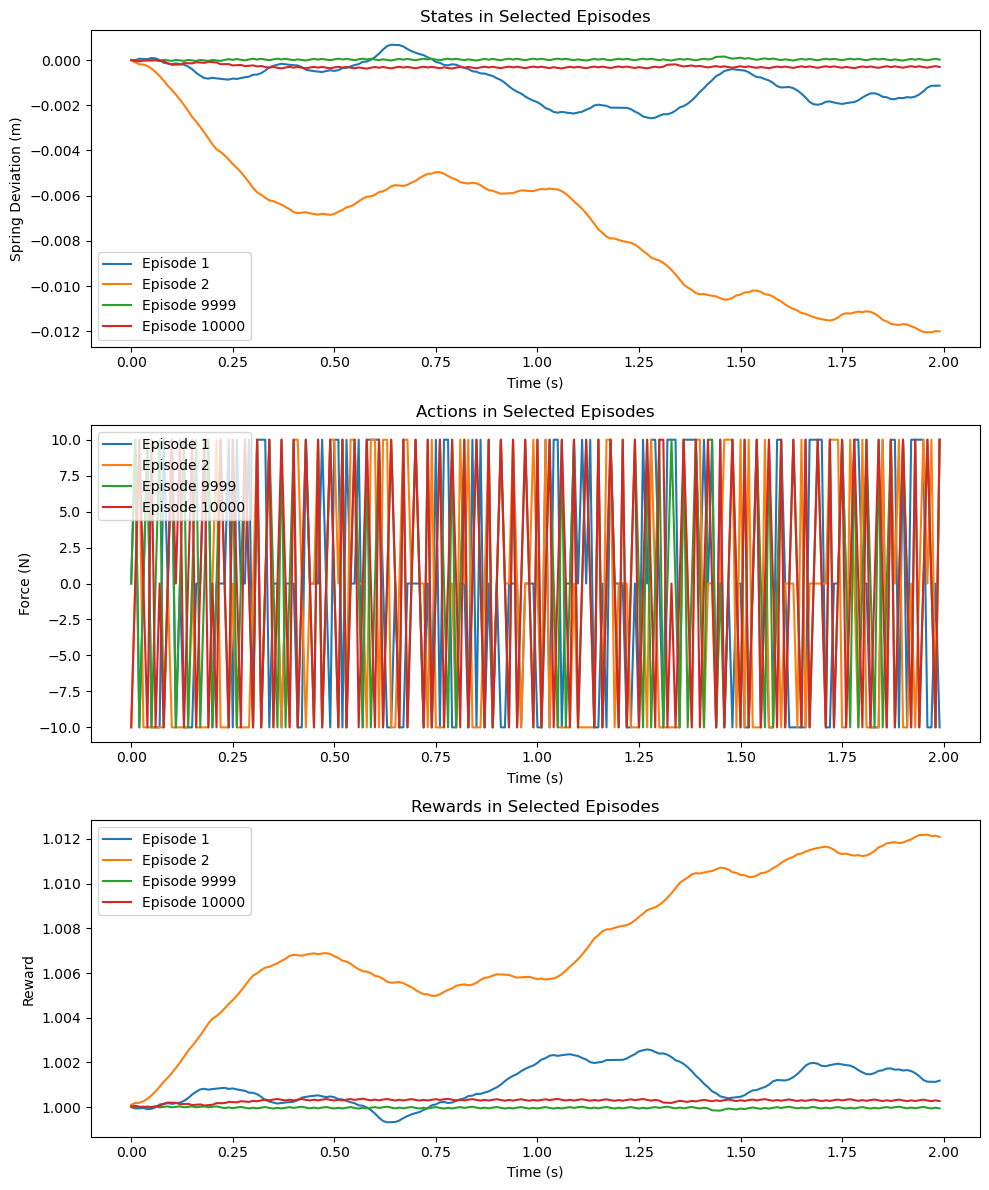 States in Selected Episodes
Spring Deviation (m)
0.000
−0.002
−0.004
−0.006
−0.008
−0.010
−0.012
Episode 1
Episode 2
Episode 9999
Episode 10000
0.00 0.25 0.50 0.75 1.00 1.25 1.50 1.75 2.00
Time (s)
Actions in Selected Episodes
Force (N)
10.0
7.5
5.0
2.5
0.0
−2.5
−5.0
−7.5
−10.0
Episode 1
Episode 2
Episode 9999
Episode 10000
0.00 0.25 0.50 0.75 1.00 1.25 1.50 1.75 2.00
Time (s)
Rewards in Selected Episodes
Reward
1.012
1.010
1.008
1.006
1.004
1.002
1.000
Episode 1
Episode 2
Episode 9999
Episode 10000
0.00 0.25 0.50 0.75 1.00 1.25 1.50 1.75 2.00
Time (s)